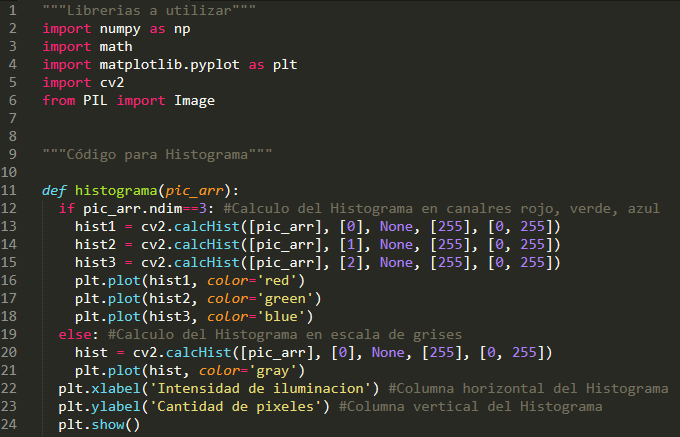 1 """Librerias a utilizar"""
2 import numpy as np
3 import math
4 import matplotlib.pyplot as plt
5 import cv2
6 from PIL import Image
7
8
9 """Código para Histograma"""
10
11 def histograma(pic_arr):
12   if pic_arr.ndim==3: #Calculo del Histograma en canalres rojo, verde, azul
13     hist1 = cv2.calcHist([pic_arr], [0], None, [255], [0, 255])
14     hist2 = cv2.calcHist([pic_arr], [1], None, [255], [0, 255])
15     hist3 = cv2.calcHist([pic_arr], [2], None, [255], [0, 255])
16     plt.plot(hist1, color='red')
17     plt.plot(hist2, color='green')
18     plt.plot(hist3, color='blue')
19   else: #Calculo del Histograma en escala de grises
20     hist = cv2.calcHist([pic_arr], [0], None, [255], [0, 255])
21     plt.plot(hist, color='gray')
22   plt.xlabel('Intensidad de iluminacion') #Columna horizontal del Histograma
23   plt.ylabel('Cantidad de pixeles') #Columna vertical del Histograma
24   plt.show()